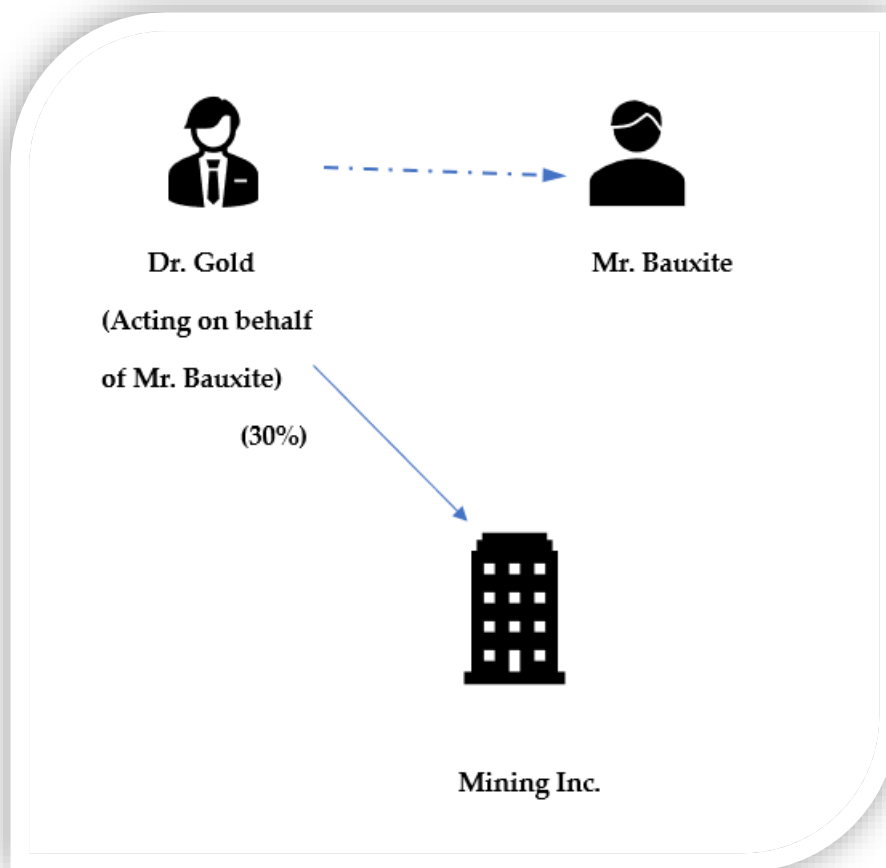 Dr. Gold
(Acting on behalf
of Mr. Bauxite)
(30%)
Mr. Bauxite
Mining Inc.